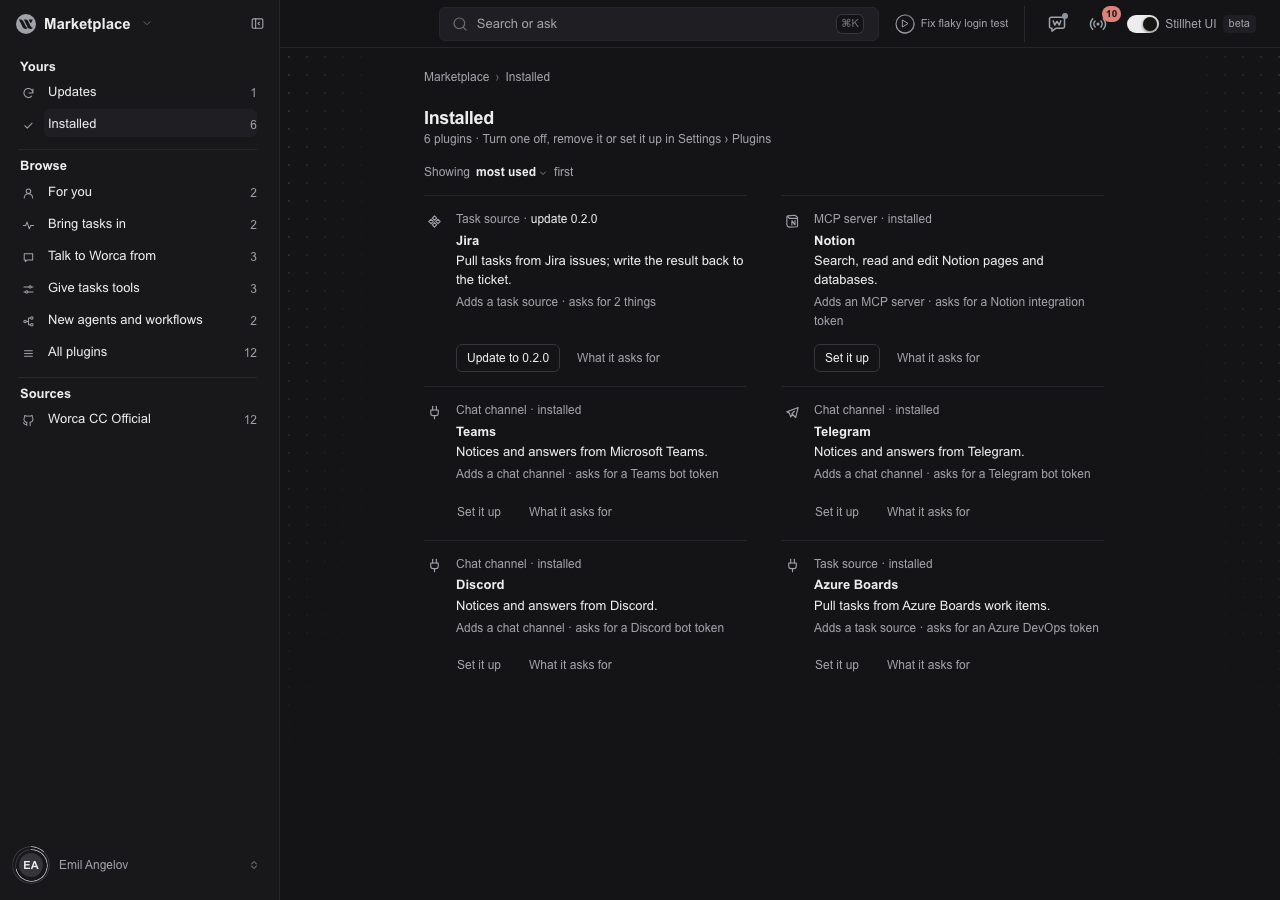 Marketplace
Search or ask
⌘K
Fix flaky login test
10
Stillhet UI
beta
Yours
Updates 1
Installed 6
Browse
For you 2
Bring tasks in 2
Talk to Worca from 3
Give tasks tools 3
New agents and workflows 2
All plugins 12
Sources
Worca CC Official 12
EA
Emil Angelov
Marketplace › Installed
Installed
6 plugins · Turn one off, remove it or set it up in Settings › Plugins
Showing most used first
Task source · update 0.2.0
Jira
Pull tasks from Jira issues; write the result back to
the ticket.
Adds a task source · asks for 2 things
Update to 0.2.0
What it asks for
MCP server · installed
Notion
Search, read and edit Notion pages and
databases.
Adds an MCP server · asks for a Notion integration
token
Set it up
What it asks for
Chat channel · installed
Teams
Notices and answers from Microsoft Teams.
Adds a chat channel · asks for a Teams bot token
Set it up
What it asks for
Chat channel · installed
Telegram
Notices and answers from Telegram.
Adds a chat channel · asks for a Telegram bot token
Set it up
What it asks for
Chat channel · installed
Discord
Notices and answers from Discord.
Adds a chat channel · asks for a Discord bot token
Set it up
What it asks for
Task source · installed
Azure Boards
Pull tasks from Azure Boards work items.
Adds a task source · asks for an Azure DevOps token
Set it up
What it asks for